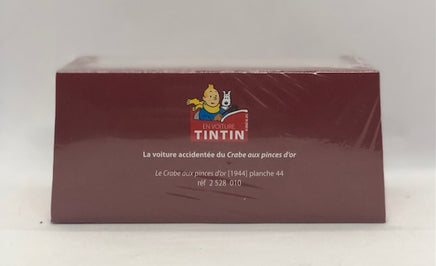 EN VOITURE
TINTIN
La voiture accidentée du Crabe aux pinces d'or
Le Crabe aux pinces d'or [1944] planche 44
réf 2 528 010